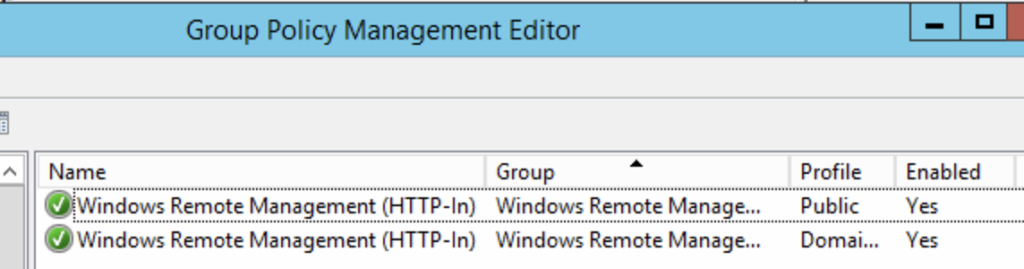 Group Policy Management Editor
Name Group Profile Enabled
Windows Remote Management (HTTP-In) Windows Remote Manage... Public Yes
Windows Remote Management (HTTP-In) Windows Remote Manage... Domai... Yes